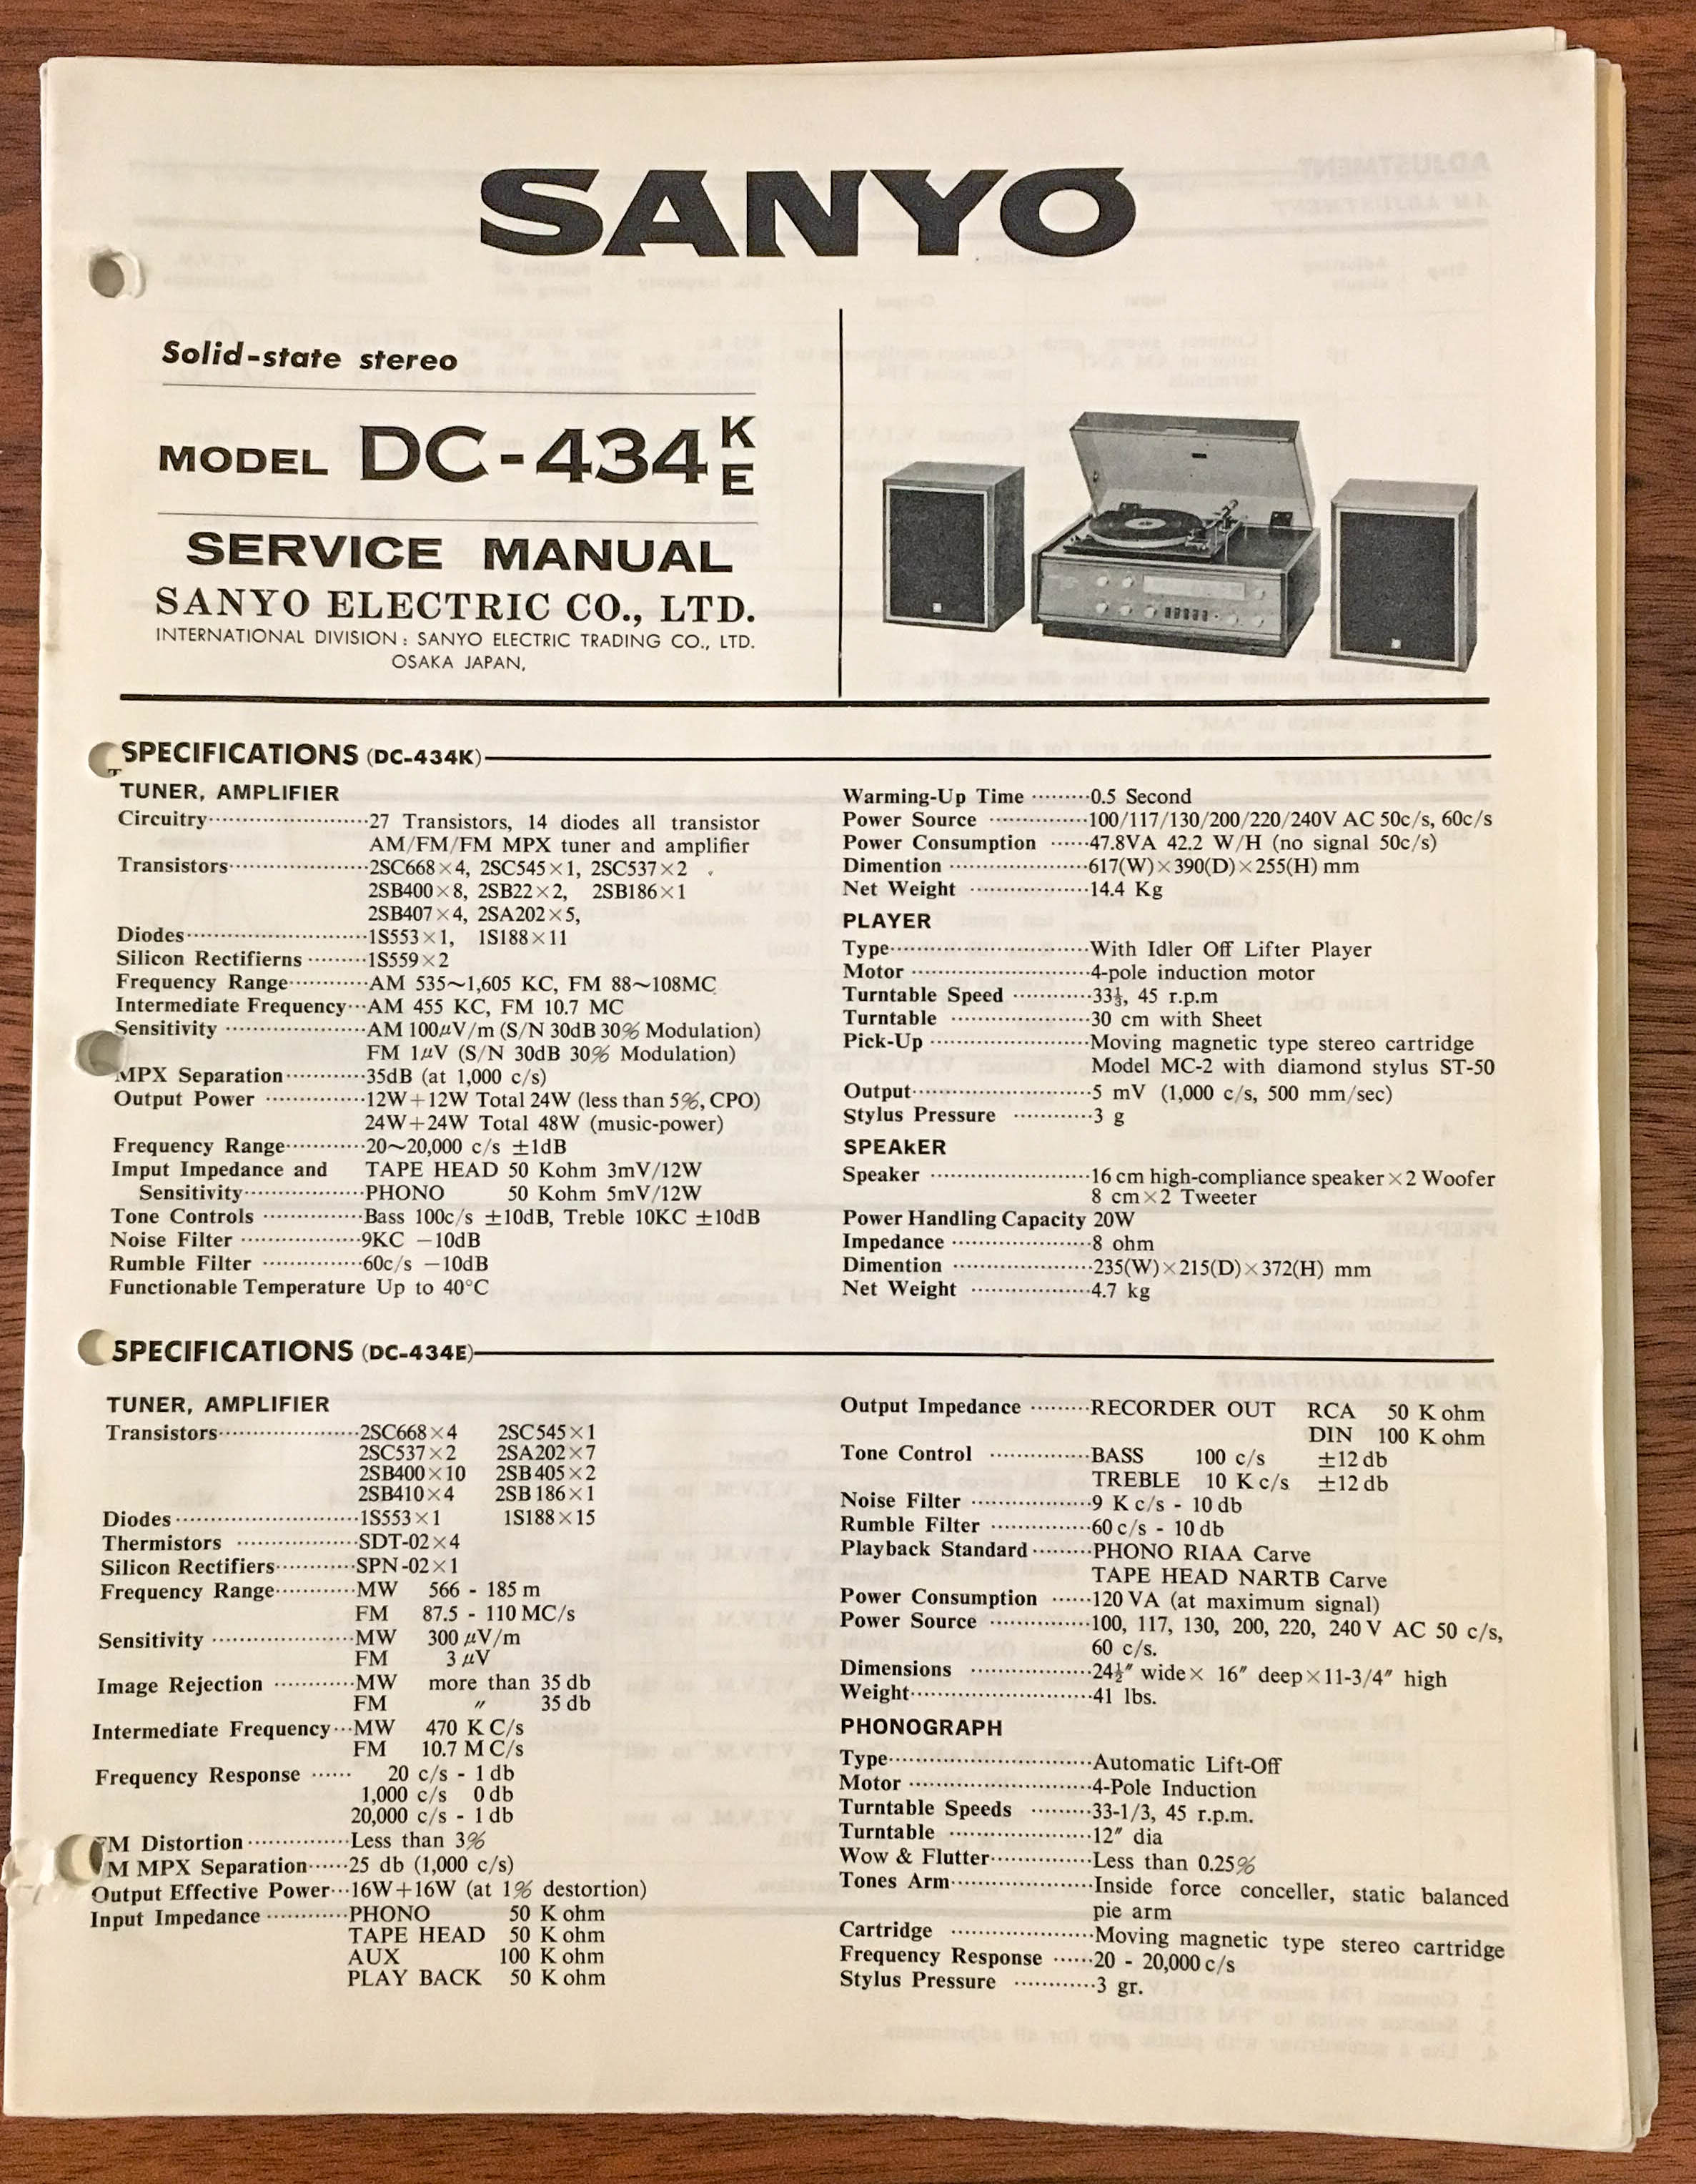 SANYO
Solid-state stereo
MODEL DC-434 K E
SERVICE MANUAL
SANYO ELECTRIC CO., LTD.
INTERNATIONAL DIVISION: SANYO ELECTRIC TRADING CO., LTD.
OSAKA JAPAN,
SPECIFICATIONS (DC-434K)
TUNER, AMPLIFIER
Circuitry 27 Transistors, 14 diodes all transistor
AM/FM/FM MPX tuner and amplifier
Transistors 2SC668×4, 2SC545×1, 2SC537×2
2SB400×8, 2SB22×2, 2SB186×1
2SB407×4, 2SA202×5,
Diodes 1S553×1, 1S188×11
Silicon Rectifierns 1S559×2
Frequency Range AM 535~1,605 KC, FM 88~108MC
Intermediate Frequency AM 455 KC, FM 10.7 MC
Sensitivity AM 100μV/m (S/N 30dB 30% Modulation)
FM 1μV (S/N 30dB 30% Modulation)
MPX Separation 35dB (at 1,000 c/s)
Output Power 12W+12W Total 24W (less than 5%, CPO)
24W+24W Total 48W (music-power)
Frequency Range 20~20,000 c/s ±1dB
Imput Impedance and TAPE HEAD 50 Kohm 3mV/12W
Sensitivity PHONO 50 Kohm 5mV/12W
Tone Controls Bass 100c/s ±10dB, Treble 10KC ±10dB
Noise Filter 9KC −10dB
Rumble Filter 60c/s −10dB
Functionable Temperature Up to 40°C
Warming-Up Time 0.5 Second
Power Source 100/117/130/200/220/240V AC 50c/s, 60c/s
Power Consumption 47.8VA 42.2 W/H (no signal 50c/s)
Dimention 617(W)×390(D)×255(H) mm
Net Weight 14.4 Kg
PLAYER
Type With Idler Off Lifter Player
Motor 4-pole induction motor
Turntable Speed 33⅓, 45 r.p.m
Turntable 30 cm with Sheet
Pick-Up Moving magnetic type stereo cartridge
Model MC-2 with diamond stylus ST-50
Output 5 mV (1,000 c/s, 500 mm/sec)
Stylus Pressure 3 g
SPEAkER
Speaker 16 cm high-compliance speaker×2 Woofer
8 cm×2 Tweeter
Power Handling Capacity 20W
Impedance 8 ohm
Dimention 235(W)×215(D)×372(H) mm
Net Weight 4.7 kg
SPECIFICATIONS (DC-434E)
TUNER, AMPLIFIER
Transistors 2SC668×4 2SC545×1
2SC537×2 2SA202×7
2SB400×10 2SB405×2
2SB410×4 2SB186×1
Diodes 1S553×1 1S188×15
Thermistors SDT-02×4
Silicon Rectifiers SPN-02×1
Frequency Range MW 566 - 185 m
FM 87.5 - 110 MC/s
Sensitivity MW 300 μV/m
FM 3 μV
Image Rejection MW more than 35 db
FM 〃 35 db
Intermediate Frequency MW 470 K C/s
FM 10.7 M C/s
Frequency Response 20 c/s - 1 db
1,000 c/s 0 db
20,000 c/s - 1 db
FM Distortion Less than 3%
M MPX Separation 25 db (1,000 c/s)
Output Effective Power 16W+16W (at 1% destortion)
Input Impedance PHONO 50 K ohm
TAPE HEAD 50 K ohm
AUX 100 K ohm
PLAY BACK 50 K ohm
Output Impedance RECORDER OUT RCA 50 K ohm
DIN 100 K ohm
Tone Control BASS 100 c/s ±12 db
TREBLE 10 K c/s ±12 db
Noise Filter 9 K c/s - 10 db
Rumble Filter 60 c/s - 10 db
Playback Standard PHONO RIAA Carve
TAPE HEAD NARTB Carve
Power Consumption 120 VA (at maximum signal)
Power Source 100, 117, 130, 200, 220, 240 V AC 50 c/s,
60 c/s.
Dimensions 24½″ wide× 16″ deep×11-3/4″ high
Weight 41 lbs.
PHONOGRAPH
Type Automatic Lift-Off
Motor 4-Pole Induction
Turntable Speeds 33-1/3, 45 r.p.m.
Turntable 12″ dia
Wow & Flutter Less than 0.25%
Tones Arm Inside force conceller, static balanced
pie arm
Cartridge Moving magnetic type stereo cartridge
Frequency Response 20 - 20,000 c/s
Stylus Pressure 3 gr.